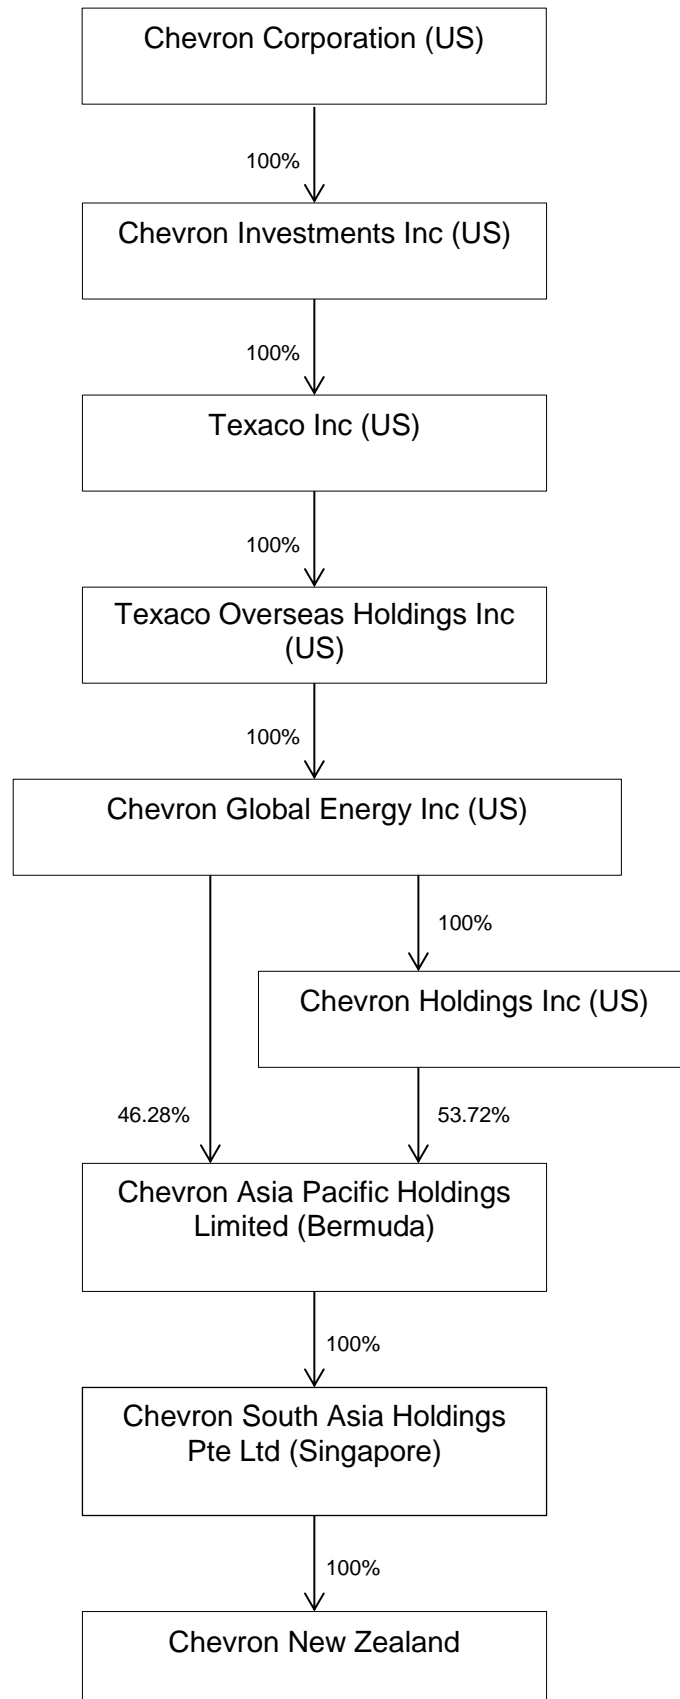 Chevron Corporation (US)
100%
Chevron Investments Inc (US)
100%
Texaco Inc (US)
100%
Texaco Overseas Holdings Inc
(US)
100%
Chevron Global Energy Inc (US)
100%
Chevron Holdings Inc (US)
46.28%
53.72%
Chevron Asia Pacific Holdings
Limited (Bermuda)
100%
Chevron South Asia Holdings
Pte Ltd (Singapore)
100%
Chevron New Zealand